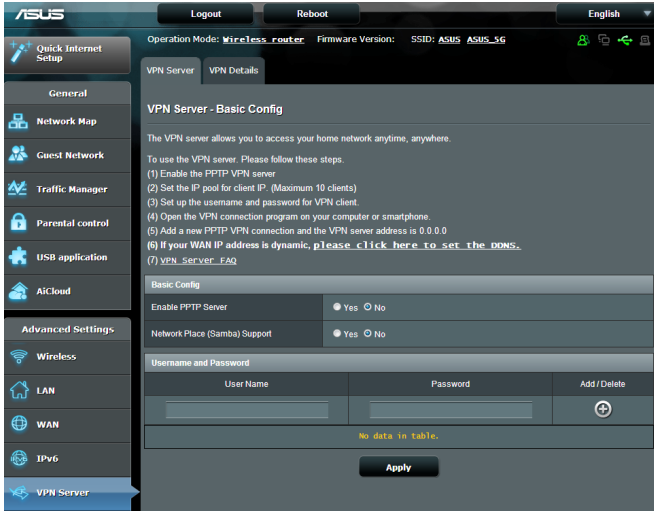 ASUS
Logout
Reboot
English
Quick Internet
Setup
Operation Mode: Wireless router Firmware Version: SSID: ASUS ASUS_5G
VPN Server
VPN Details
General
Network Map
Guest Network
Traffic Manager
Parental control
USB application
AiCloud
Advanced Settings
Wireless
LAN
WAN
IPv6
VPN Server
VPN Server - Basic Config
The VPN server allows you to access your home network anytime, anywhere.
To use the VPN server. Please follow these steps.
(1) Enable the PPTP VPN server
(2) Set the IP pool for client IP. (Maximum 10 clients)
(3) Set up the username and password for VPN client.
(4) Open the VPN connection program on your computer or smartphone.
(5) Add a new PPTP VPN connection and the VPN server address is 0.0.0.0
(6) If your WAN IP address is dynamic, please click here to set the DDNS.
(7) VPN Server FAQ
Basic Config
Enable PPTP Server Yes No
Network Place (Samba) Support Yes No
Username and Password
User Name Password Add / Delete
No data in table.
Apply